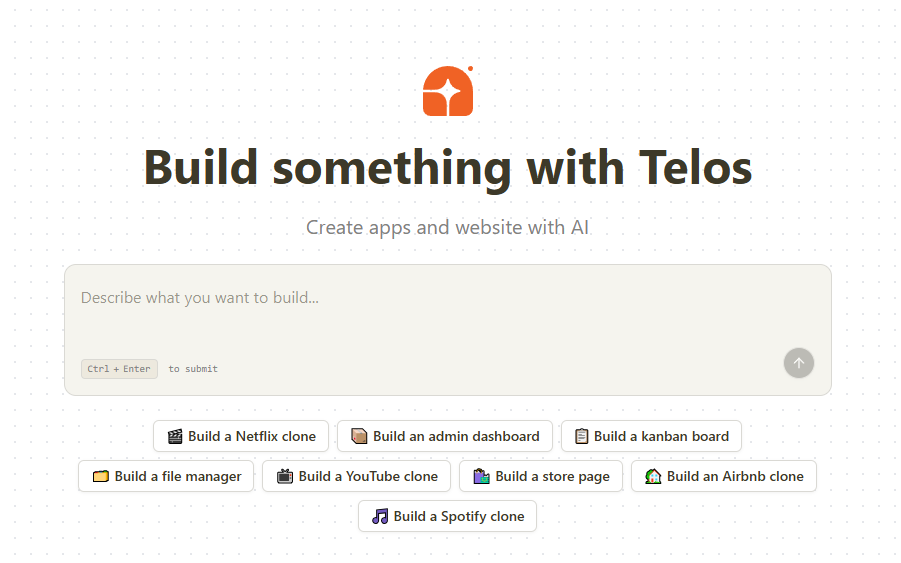 Build something with Telos
Create apps and website with AI
Describe what you want to build...
Ctrl + Enter to submit
Build a Netflix clone Build an admin dashboard Build a kanban board
Build a file manager Build a YouTube clone Build a store page Build an Airbnb clone
Build a Spotify clone